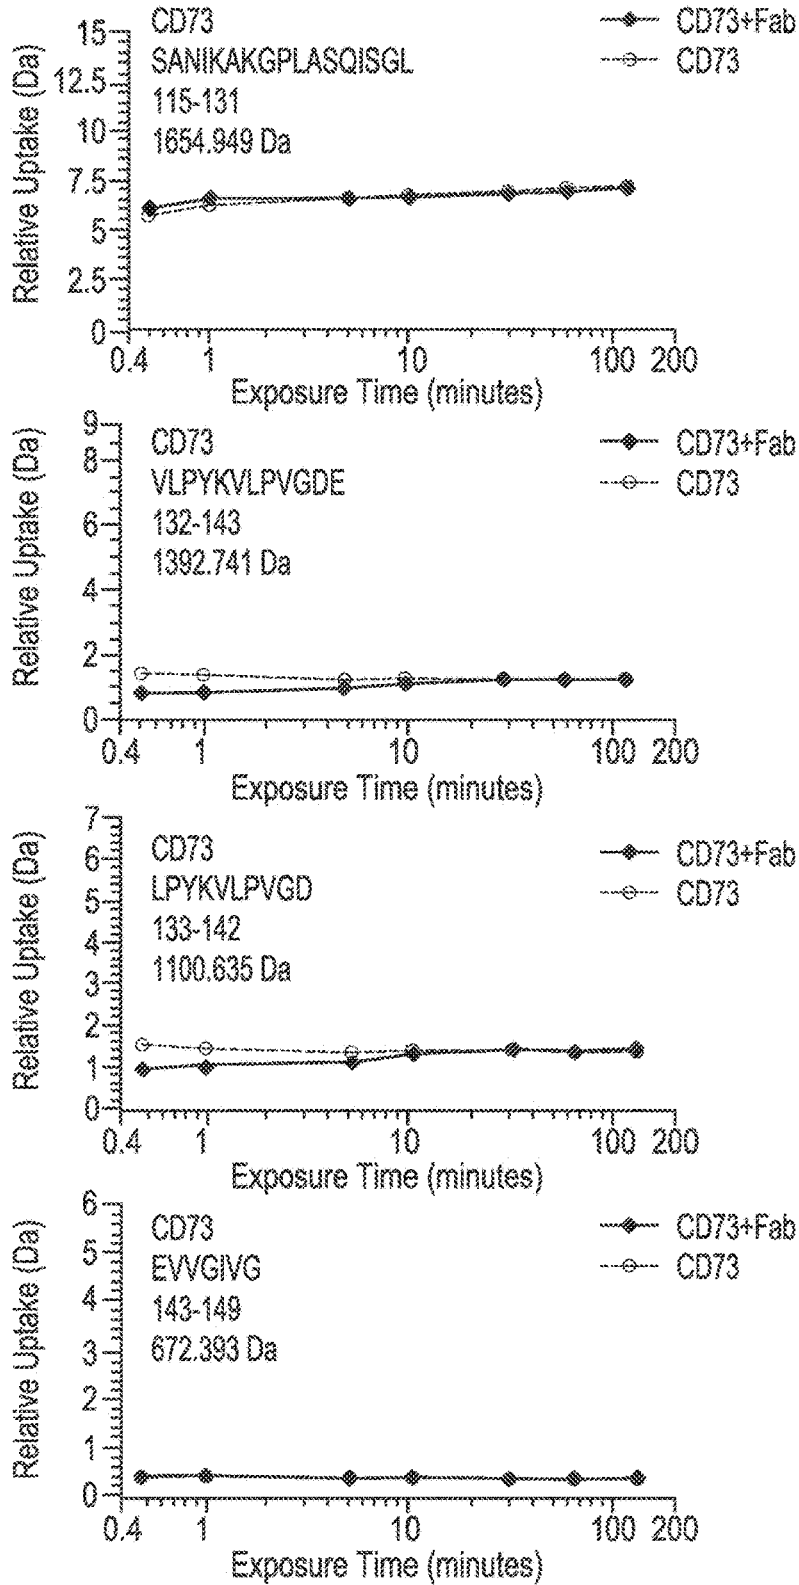 CD73
SANIKAKGPLASQISGL
115-131
1654.949 Da
CD73+Fab
CD73
Relative Uptake (Da)
15
12.5
10
7.5
5
2.5
0
0.4 1 10 100 200
Exposure Time (minutes)
CD73
VLPYKVLPVGDE
132-143
1392.741 Da
CD73+Fab
CD73
Relative Uptake (Da)
9
8
6
4
2
0
0.4 1 10 100 200
Exposure Time (minutes)
CD73
LPYKVLPVGD
133-142
1100.635 Da
CD73+Fab
CD73
Relative Uptake (Da)
7
6
5
4
3
2
1
0
0.4 1 10 100 200
Exposure Time (minutes)
CD73
EVVGIVG
143-149
672.393 Da
CD73+Fab
CD73
Relative Uptake (Da)
6
5
4
3
2
1
0
0.4 1 10 100 200
Exposure Time (minutes)